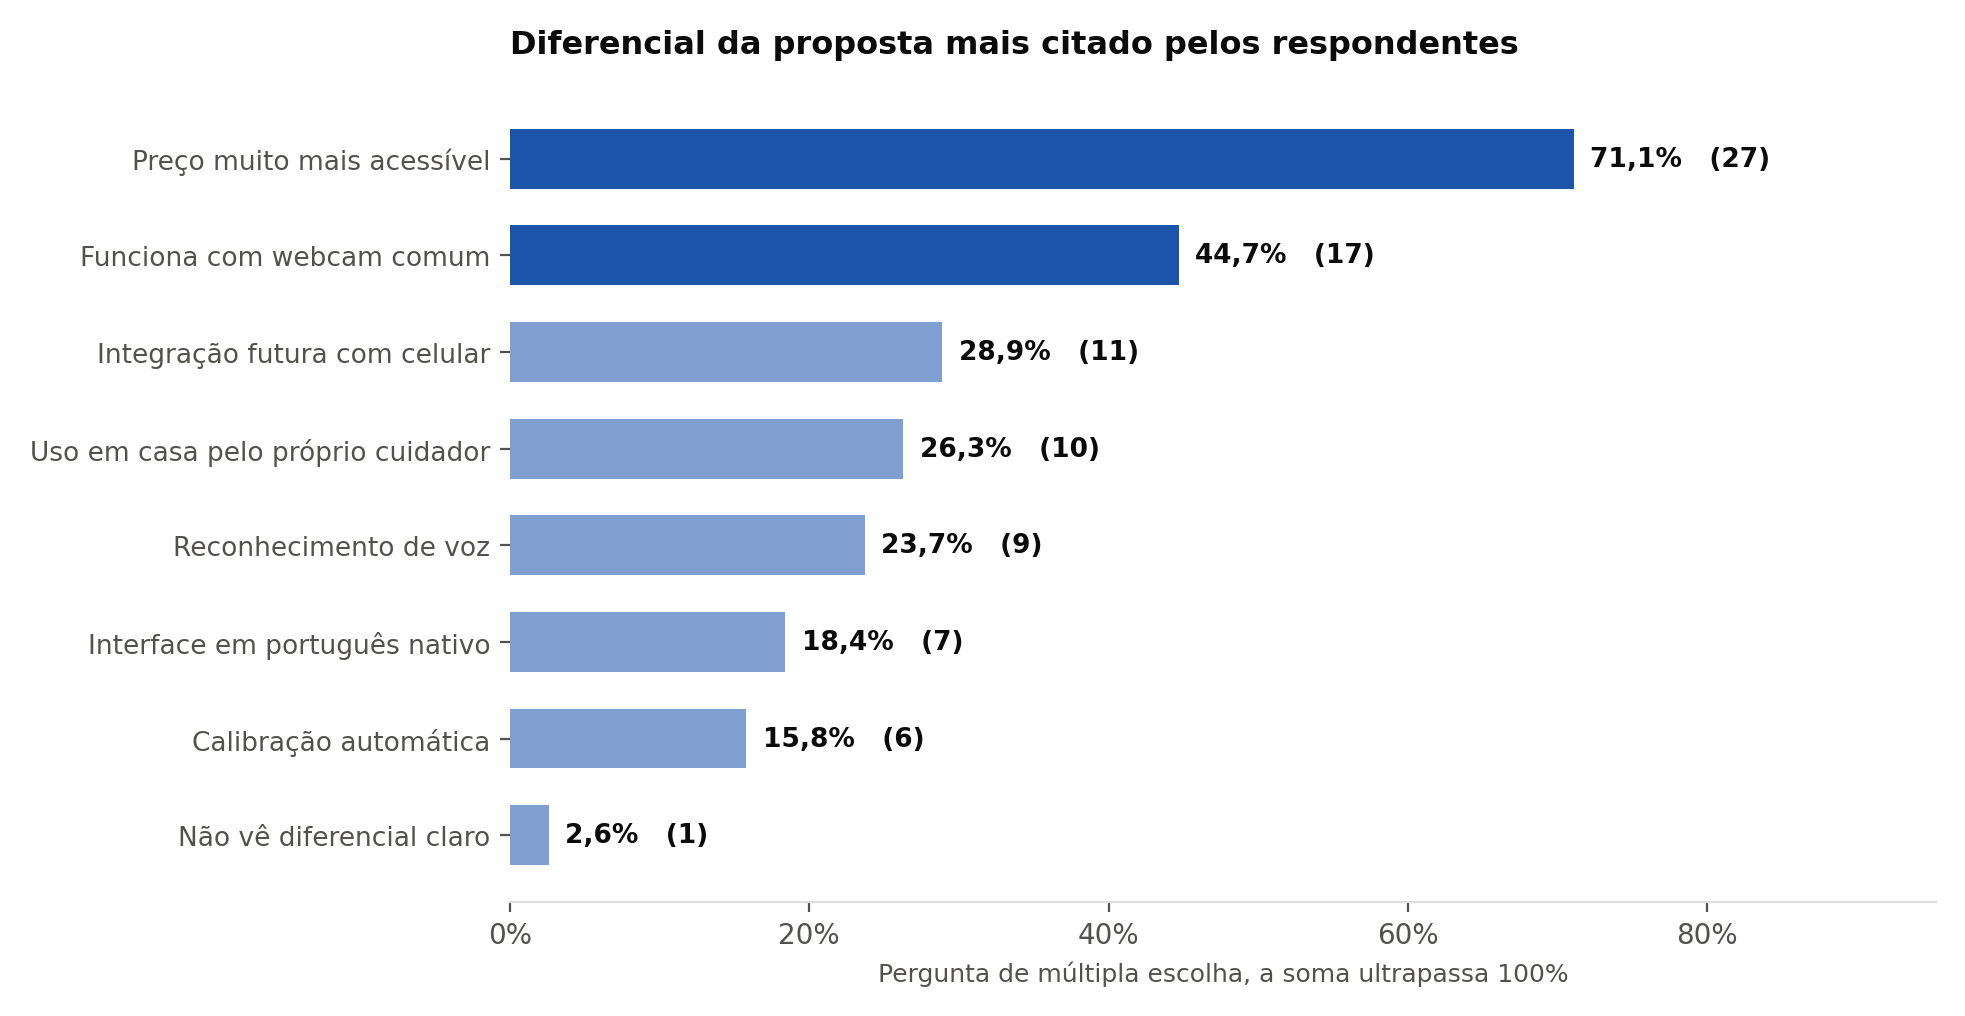 Diferencial da proposta mais citado pelos respondentes
Preço muito mais acessível 71,1% (27)
Funciona com webcam comum 44,7% (17)
Integração futura com celular 28,9% (11)
Uso em casa pelo próprio cuidador 26,3% (10)
Reconhecimento de voz 23,7% (9)
Interface em português nativo 18,4% (7)
Calibração automática 15,8% (6)
Não vê diferencial claro 2,6% (1)
0% 20% 40% 60% 80%
Pergunta de múltipla escolha, a soma ultrapassa 100%